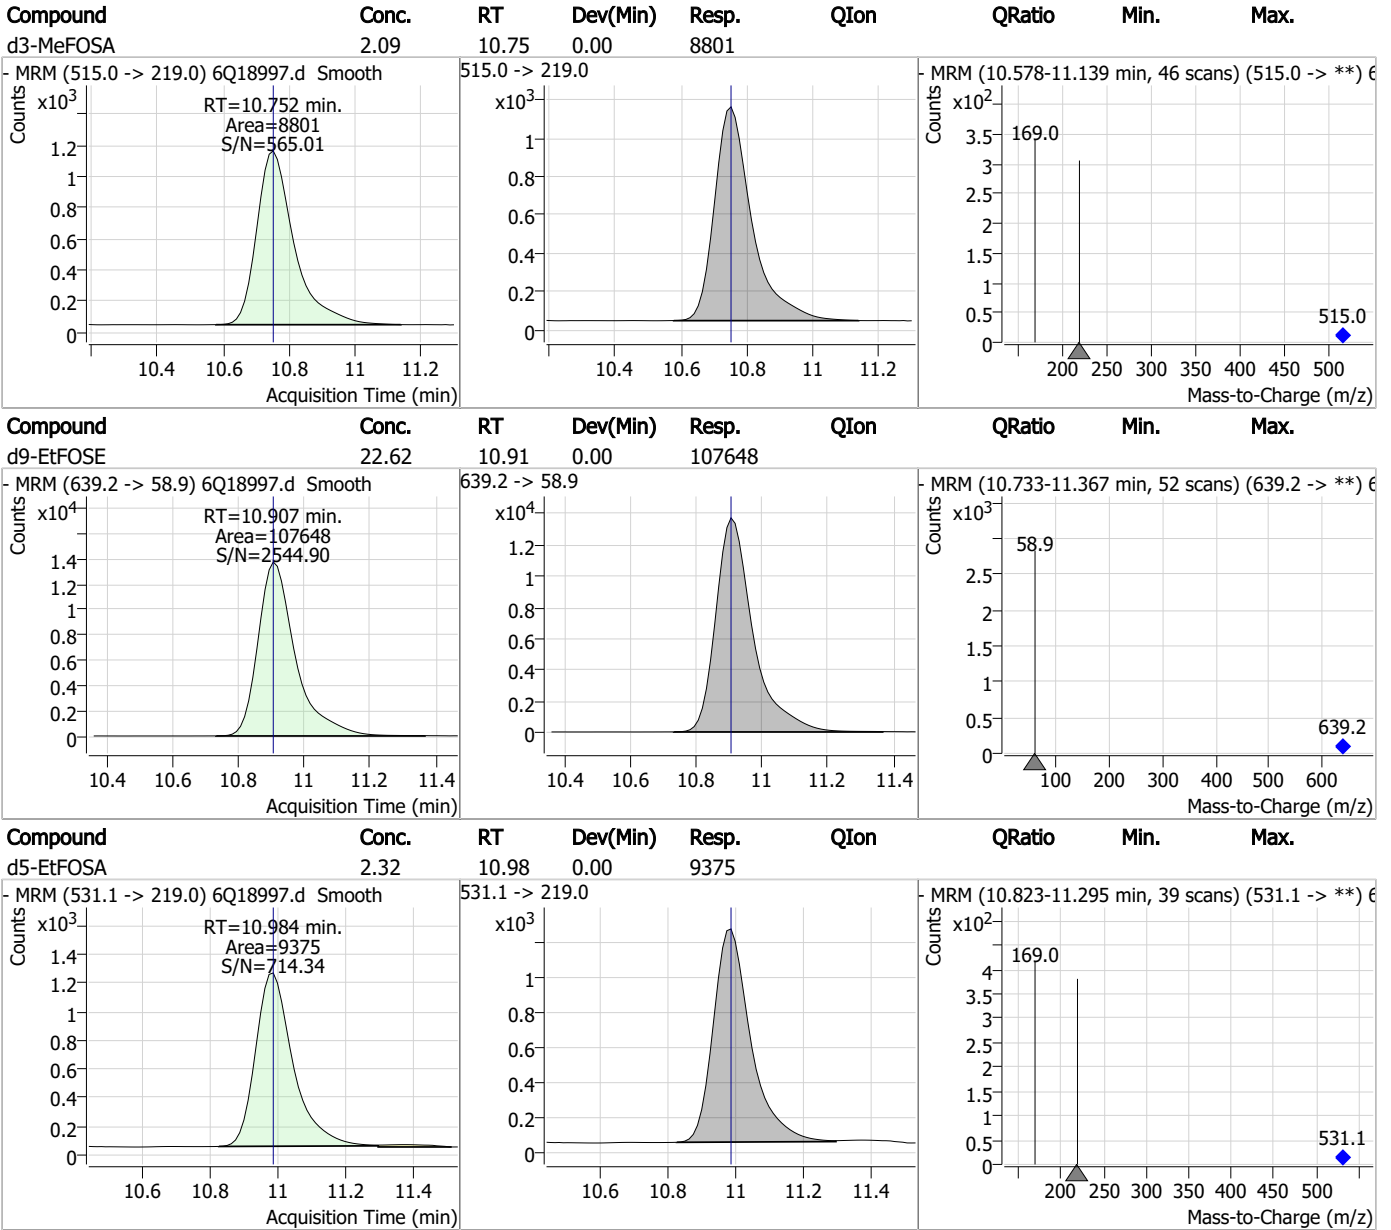 Compound Conc. RT Dev(Min) Resp. QIon QRatio Min. Max.
d3-MeFOSA 2.09 10.75 0.00 8801
- MRM (515.0 -> 219.0) 6Q18997.d Smooth
Counts
x10^3
RT=10.752 min.
Area=8801
S/N=565.01
1.2
1
0.8
0.6
0.4
0.2
0
10.4 10.6 10.8 11 11.2
Acquisition Time (min)
515.0 -> 219.0
x10^3
1
0.8
0.6
0.4
0.2
0
10.4 10.6 10.8 11 11.2
- MRM (10.578-11.139 min, 46 scans) (515.0 -> **)
Counts
x10^2
169.0
3.5
3
2.5
2
1.5
1
0.5
0
515.0
200 250 300 350 400 450 500
Mass-to-Charge (m/z)
Compound Conc. RT Dev(Min) Resp. QIon QRatio Min. Max.
d9-EtFOSE 22.62 10.91 0.00 107648
- MRM (639.2 -> 58.9) 6Q18997.d Smooth
Counts
x10^4
RT=10.907 min.
Area=107648
S/N=2544.90
1.4
1.2
1
0.8
0.6
0.4
0.2
0
10.4 10.6 10.8 11 11.2 11.4
Acquisition Time (min)
639.2 -> 58.9
x10^4
1.2
1
0.8
0.6
0.4
0.2
0
10.4 10.6 10.8 11 11.2 11.4
- MRM (10.733-11.367 min, 52 scans) (639.2 -> **)
Counts
x10^3
58.9
2.5
2
1.5
1
0.5
0
639.2
100 200 300 400 500 600
Mass-to-Charge (m/z)
Compound Conc. RT Dev(Min) Resp. QIon QRatio Min. Max.
d5-EtFOSA 2.32 10.98 0.00 9375
- MRM (531.1 -> 219.0) 6Q18997.d Smooth
Counts
x10^3
RT=10.984 min.
Area=9375
S/N=714.34
1.4
1.2
1
0.8
0.6
0.4
0.2
0
10.6 10.8 11 11.2 11.4
Acquisition Time (min)
531.1 -> 219.0
x10^3
1
0.8
0.6
0.4
0.2
0
10.6 10.8 11 11.2 11.4
- MRM (10.823-11.295 min, 39 scans) (531.1 -> **)
Counts
x10^2
169.0
4
3.5
3
2.5
2
1.5
1
0.5
0
531.1
200 250 300 350 400 450 500
Mass-to-Charge (m/z)